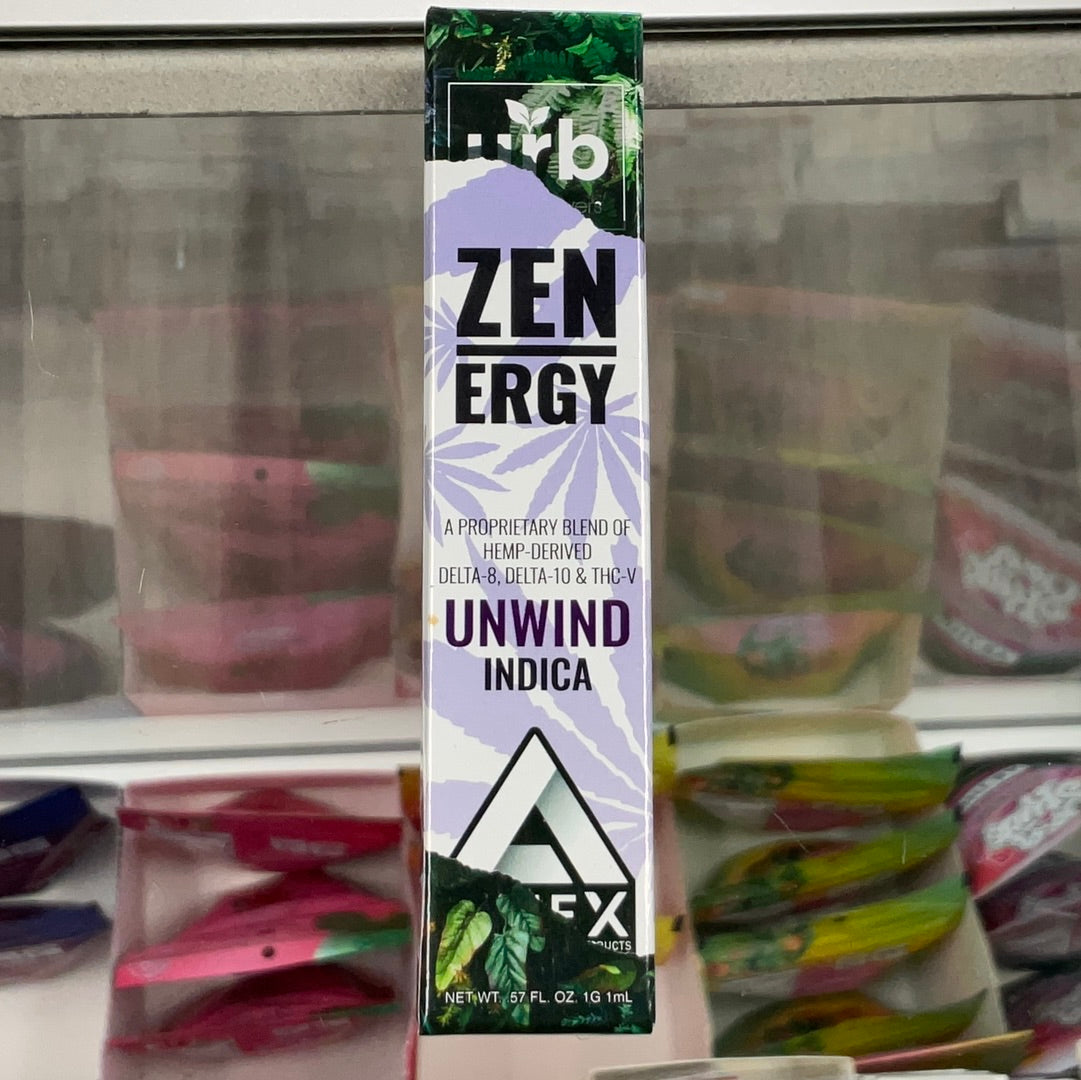 urb
ZEN
ERGY
A PROPRIETARY BLEND OF
HEMP-DERIVED
DELTA-8, DELTA-10 & THC-V
UNWIND
INDICA
NET WT. .57 FL. OZ. 1G 1mL